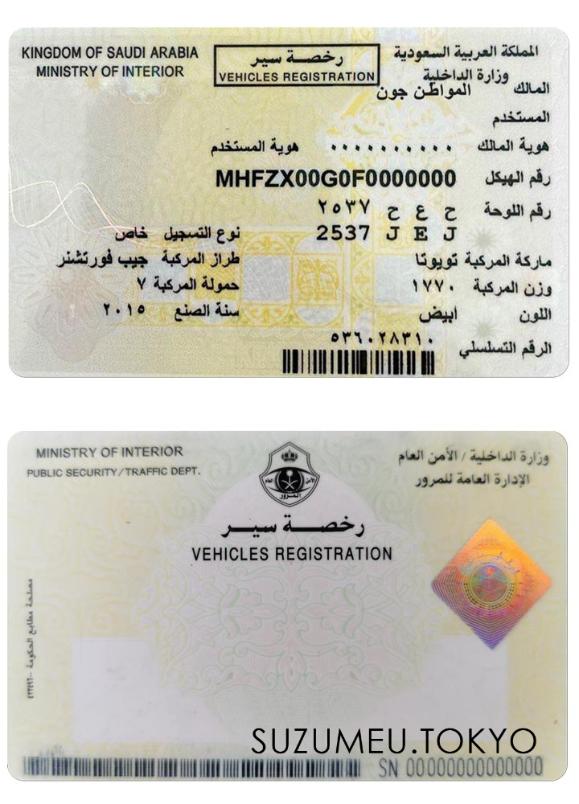 KINGDOM OF SAUDI ARABIA
MINISTRY OF INTERIOR
رخصة سير
VEHICLES REGISTRATION
المملكة العربية السعودية
وزارة الداخلية
المالك المواطن جون
المستخدم
هوية المالك ٠٠٠٠٠٠٠٠٠٠ هوية المستخدم
رقم الهيكل MHFZX00G0F0000000
رقم اللوحة ح ع ح ٢٥٣٧
2537 J E J
نوع التسجيل خاص
ماركة المركبة تويوتا طراز المركبة جيب فورتشنر
وزن المركبة ١٧٧٠ حمولة المركبة ٧
اللون أبيض سنة الصنع ٢٠١٥
الرقم التسلسلي ٥٣٦٠٢٨٣١٠
MINISTRY OF INTERIOR
PUBLIC SECURITY/TRAFFIC DEPT.
وزارة الداخلية / الأمن العام
الإدارة العامة للمرور
رخصة سير
VEHICLES REGISTRATION
مصلحة مطابع الحكومة
SUZUMEU.TOKYO
SN 00000000000000